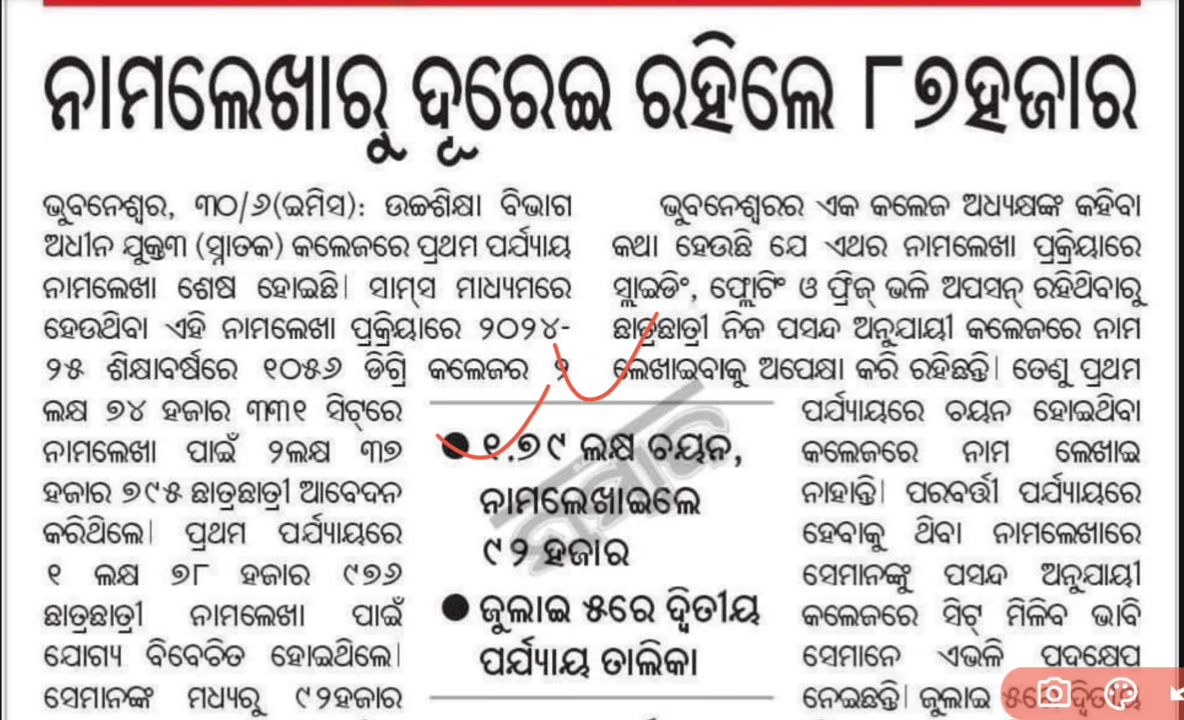 ନାମଲେଖାରୁ ଦୂରେଇ ରହିଲେ ୮୭ହଜାର
ଭୁବନେଶ୍ୱର, ୩୦/୬(ଇମିସ): ଉଚ୍ଚଶିକ୍ଷା ବିଭାଗ
ଅଧୀନ ଯୁକ୍ତ୩ (ସ୍ନାତକ) କଲେଜରେ ପ୍ରଥମ ପର୍ଯ୍ୟାୟ
ନାମଲେଖା ଶେଷ ହୋଇଛି। ସାମ୍‌ସ ମାଧ୍ୟମରେ
ହେଉଥିବା ଏହି ନାମଲେଖା ପ୍ରକ୍ରିୟାରେ ୨୦୨୪-
୨୫ ଶିକ୍ଷାବର୍ଷରେ ୧୦୫୬ ଡିଗ୍ରି କଲେଜର ୨
ଲକ୍ଷ ୭୪ ହଜାର ୩୩୧ ସିଟ୍‌ରେ
ନାମଲେଖା ପାଇଁ ୨ଲକ୍ଷ ୩୭
ହଜାର ୭୯୫ ଛାତ୍ରଛାତ୍ରୀ ଆବେଦନ
କରିଥିଲେ। ପ୍ରଥମ ପର୍ଯ୍ୟାୟରେ
୧ ଲକ୍ଷ ୭୮ ହଜାର ୯୭୬
ଛାତ୍ରଛାତ୍ରୀ ନାମଲେଖା ପାଇଁ
ଯୋଗ୍ୟ ବିବେଚିତ ହୋଇଥିଲେ।
ସେମାନଙ୍କ ମଧ୍ୟରୁ ୯୨ହଜାର
● ୧.୭୯ ଲକ୍ଷ ଚୟନ,
ନାମଲେଖାଇଲେ
୯୨ ହଜାର
● ଜୁଲାଇ ୫ରେ ଦ୍ୱିତୀୟ
ପର୍ଯ୍ୟାୟ ତାଲିକା
ଭୁବନେଶ୍ୱରର ଏକ କଲେଜ ଅଧ୍ୟକ୍ଷଙ୍କ କହିବା
କଥା ହେଉଛି ଯେ ଏଥର ନାମଲେଖା ପ୍ରକ୍ରିୟାରେ
ସ୍ଲାଇଡିଂ, ଫ୍ଲୋଟିଂ ଓ ଫ୍ରିଜ୍ ଭଳି ଅପସନ୍ ରହିଥିବାରୁ
ଛାତ୍ରଛାତ୍ରୀ ନିଜ ପସନ୍ଦ ଅନୁଯାୟୀ କଲେଜରେ ନାମ
ଲେଖାଇବାକୁ ଅପେକ୍ଷା କରି ରହିଛନ୍ତି। ତେଣୁ ପ୍ରଥମ
ପର୍ଯ୍ୟାୟରେ ଚୟନ ହୋଇଥିବା
କଲେଜରେ ନାମ ଲେଖାଇ
ନାହାନ୍ତି। ପରବର୍ତ୍ତୀ ପର୍ଯ୍ୟାୟରେ
ହେବାକୁ ଥିବା ନାମଲେଖାରେ
ସେମାନଙ୍କୁ ପସନ୍ଦ ଅନୁଯାୟୀ
କଲେଜରେ ସିଟ୍ ମିଳିବ ଭାବି
ସେମାନେ ଏଭଳି ପଦକ୍ଷେପ
ନେଇଛନ୍ତି। ଜୁଲାଇ ୫ରେ ଦ୍ୱିତୀୟ